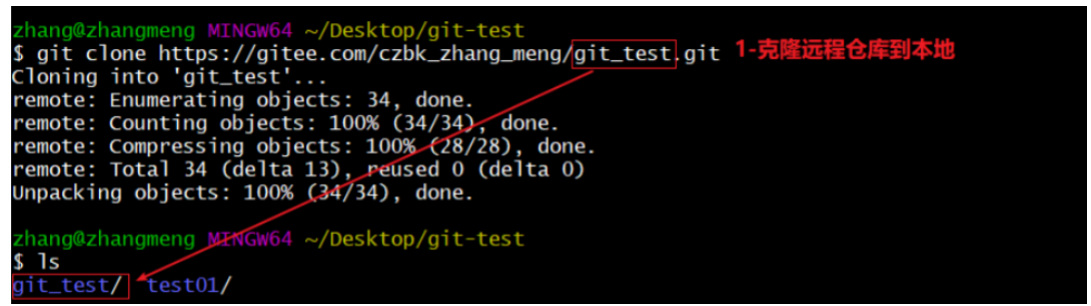 zhang@zhangmeng MINGW64 ~/Desktop/git-test
$ git clone https://gitee.com/czbk_zhang_meng/git_test.git 1-克隆远程仓库到本地
Cloning into 'git_test'...
remote: Enumerating objects: 34, done.
remote: Counting objects: 100% (34/34), done.
remote: Compressing objects: 100% (28/28), done.
remote: Total 34 (delta 13), reused 0 (delta 0)
Unpacking objects: 100% (34/34), done.
zhang@zhangmeng MINGW64 ~/Desktop/git-test
$ ls
git_test/ test01/